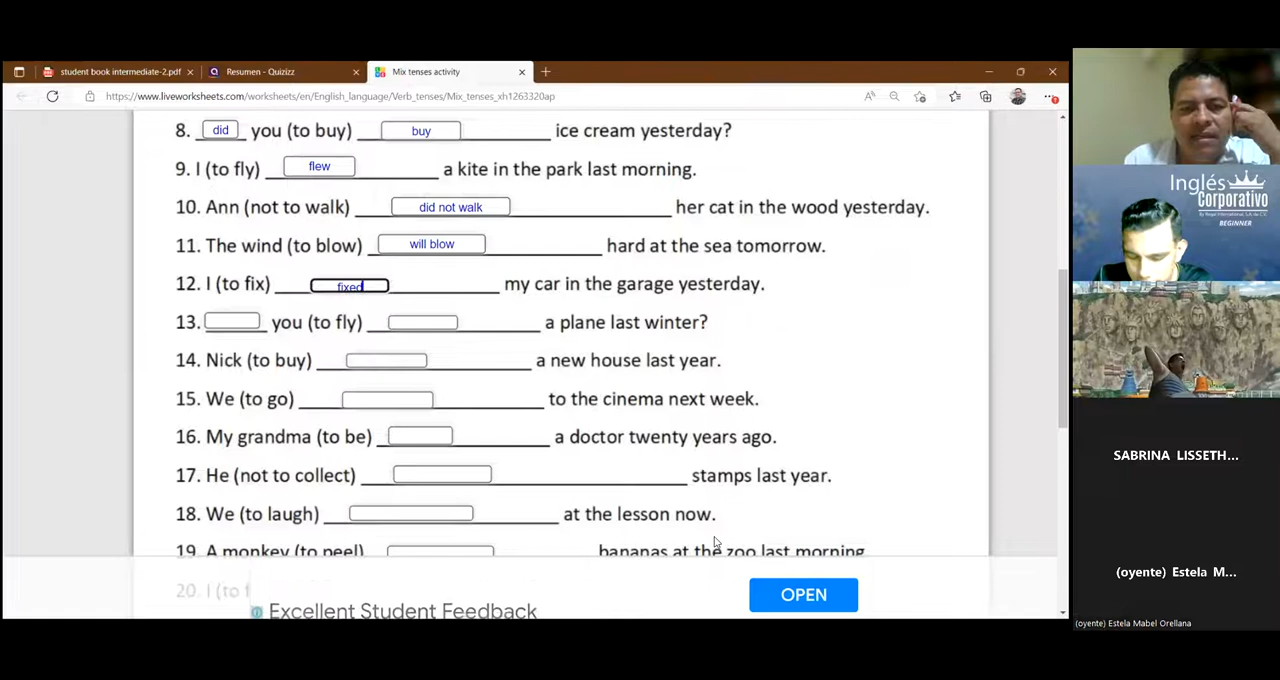 student book intermediate-2.pdf
Resumen - Quizizz
Mix tenses activity
https://www.liveworksheets.com/worksheets/en/English_language/Verb_tenses/Mix_tenses_xh1263320ap
8. did you (to buy) buy ice cream yesterday?
9. I (to fly) flew a kite in the park last morning.
10. Ann (not to walk) did not walk her cat in the wood yesterday.
11. The wind (to blow) will blow hard at the sea tomorrow.
12. I (to fix) fixed my car in the garage yesterday.
13. you (to fly) a plane last winter?
14. Nick (to buy) a new house last year.
15. We (to go) to the cinema next week.
16. My grandma (to be) a doctor twenty years ago.
17. He (not to collect) stamps last year.
18. We (to laugh) at the lesson now.
19. A monkey (to peel) bananas at the zoo last morning
20. I (to f
Excellent Student Feedback
OPEN
Inglés
Corporativo
By Regal International, S.A. de C.V.
BEGINNER
SABRINA LISSETH...
(oyente) Estela M...
(oyente) Estela Mabel Orellana